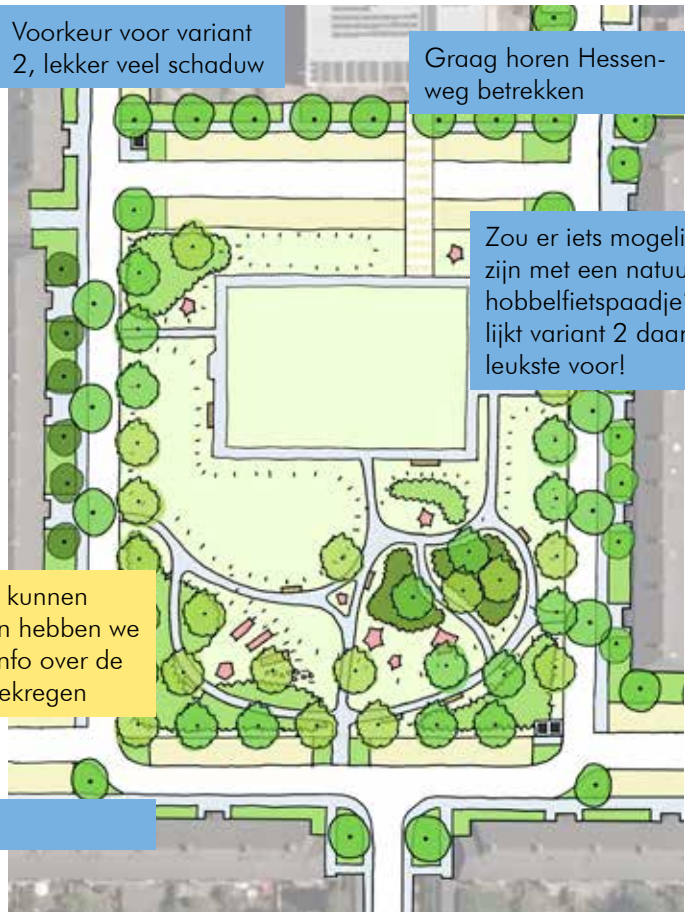 Voorkeur voor variant
2, lekker veel schaduw
Graag horen Hessen-
weg betrekken
Zou er iets mogeli
zijn met een natuu
hobbelfietspaadje
lijkt variant 2 daar
leukste voor!
kunnen
n hebben we
nfo over de
ekregen